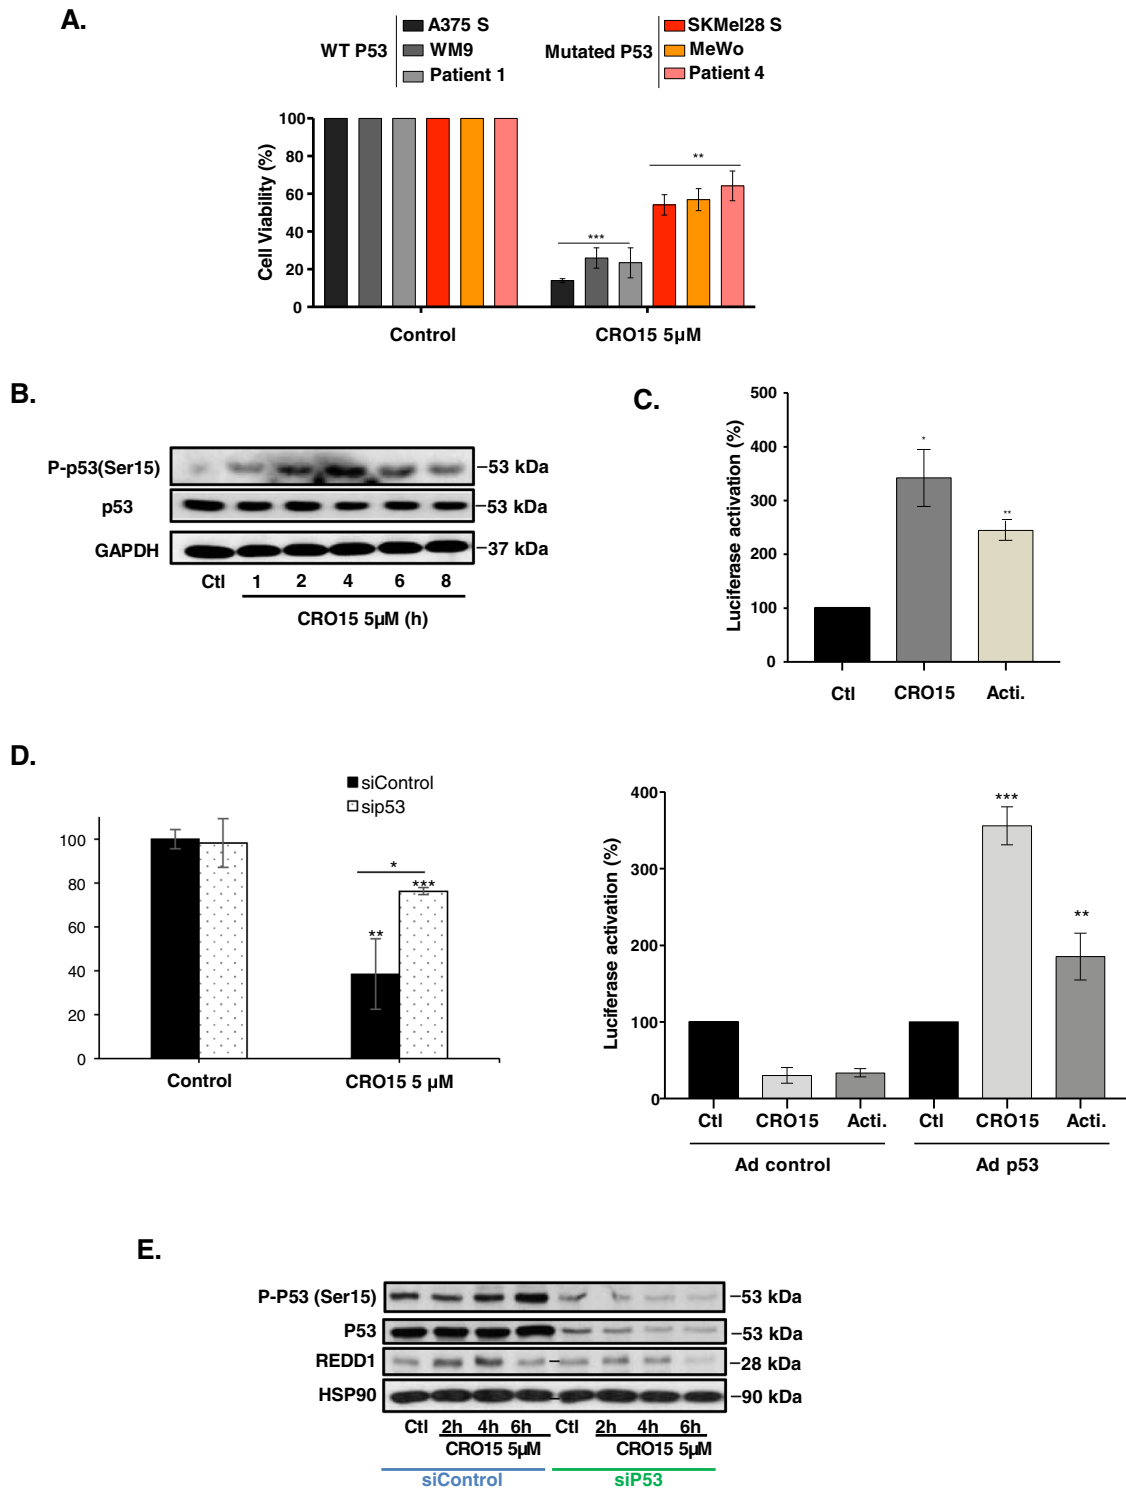 A.
WT P53
A375 S
WM9
Patient 1
Mutated P53
SKMel28 S
MeWo
Patient 4
Cell Viability (%)
100
80
60
40
20
0
***
**
Control
CRO15 5µM
B.
P-p53(Ser15)
p53
GAPDH
53 kDa
53 kDa
37 kDa
Ctl 1 2 4 6 8
CRO15 5µM (h)
C.
Luciferase activation (%)
500
400
300
200
100
0
*
**
Ctl CRO15 Acti.
D.
siControl
sip53
100
80
60
40
20
0
*
***
**
Control
CRO15 5 µM
Luciferase activation (%)
400
300
200
100
0
***
**
Ctl CRO15 Acti. Ctl CRO15 Acti.
Ad control
Ad p53
E.
P-P53 (Ser15)
P53
REDD1
HSP90
53 kDa
53 kDa
28 kDa
90 kDa
Ctl 2h 4h 6h Ctl 2h 4h 6h
CRO15 5µM
CRO15 5µM
siControl
siP53